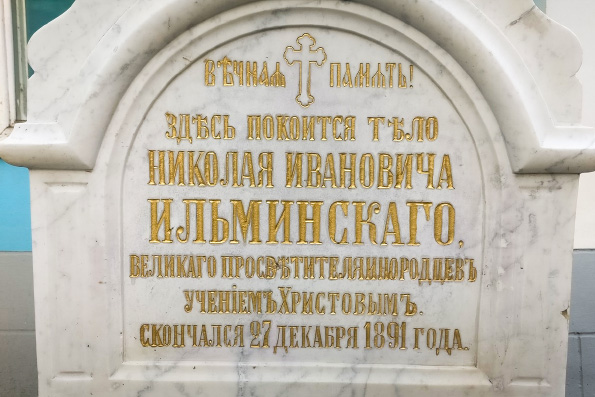 ВѢЧНАЯ ПАМЯТЬ!
ЗДѢСЬ ПОКОИТСЯ ТѢЛО
НИКОЛАЯ ИВАНОВИЧА
ИЛЬМИНСКАГО,
ВЕЛИКАГО ПРОСВѢТИТЕЛЯ ИНОРОДЦЕВЪ
УЧЕНІЕМЪ ХРИСТОВЫМЪ.
СКОНЧАЛСЯ 27 ДЕКАБРЯ 1891 ГОДА.